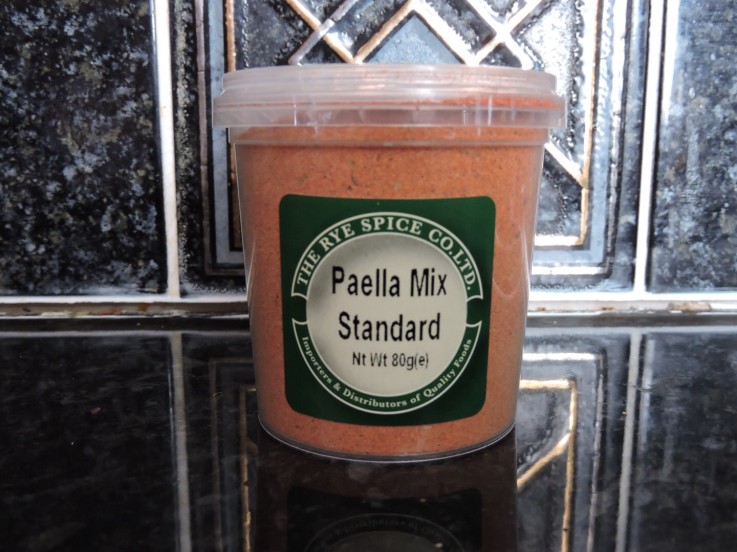 THE RYE SPICE CO.LTD.
Paella Mix
Standard
Nt Wt 80g(e)
Importers & Distributors of Quality Foods